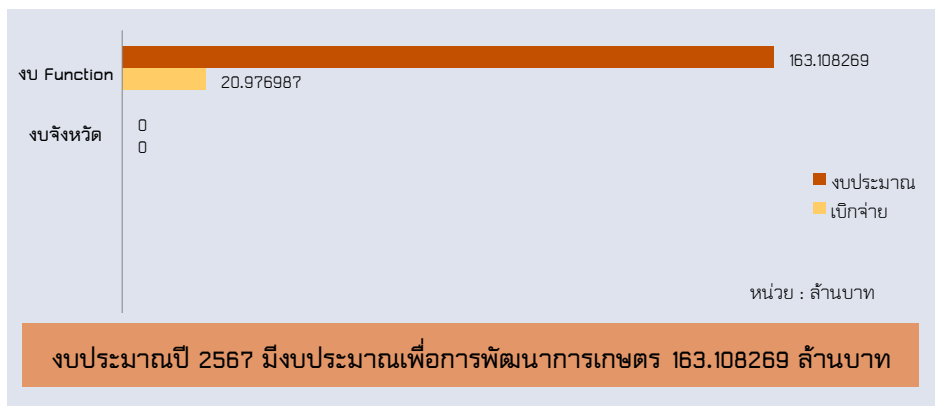 งบ Function
163.108269
20.976987
งบจังหวัด
0
0
งบประมาณ
เบิกจ่าย
หน่วย : ล้านบาท
งบประมาณปี 2567 มีงบประมาณเพื่อการพัฒนาการเกษตร 163.108269 ล้านบาท